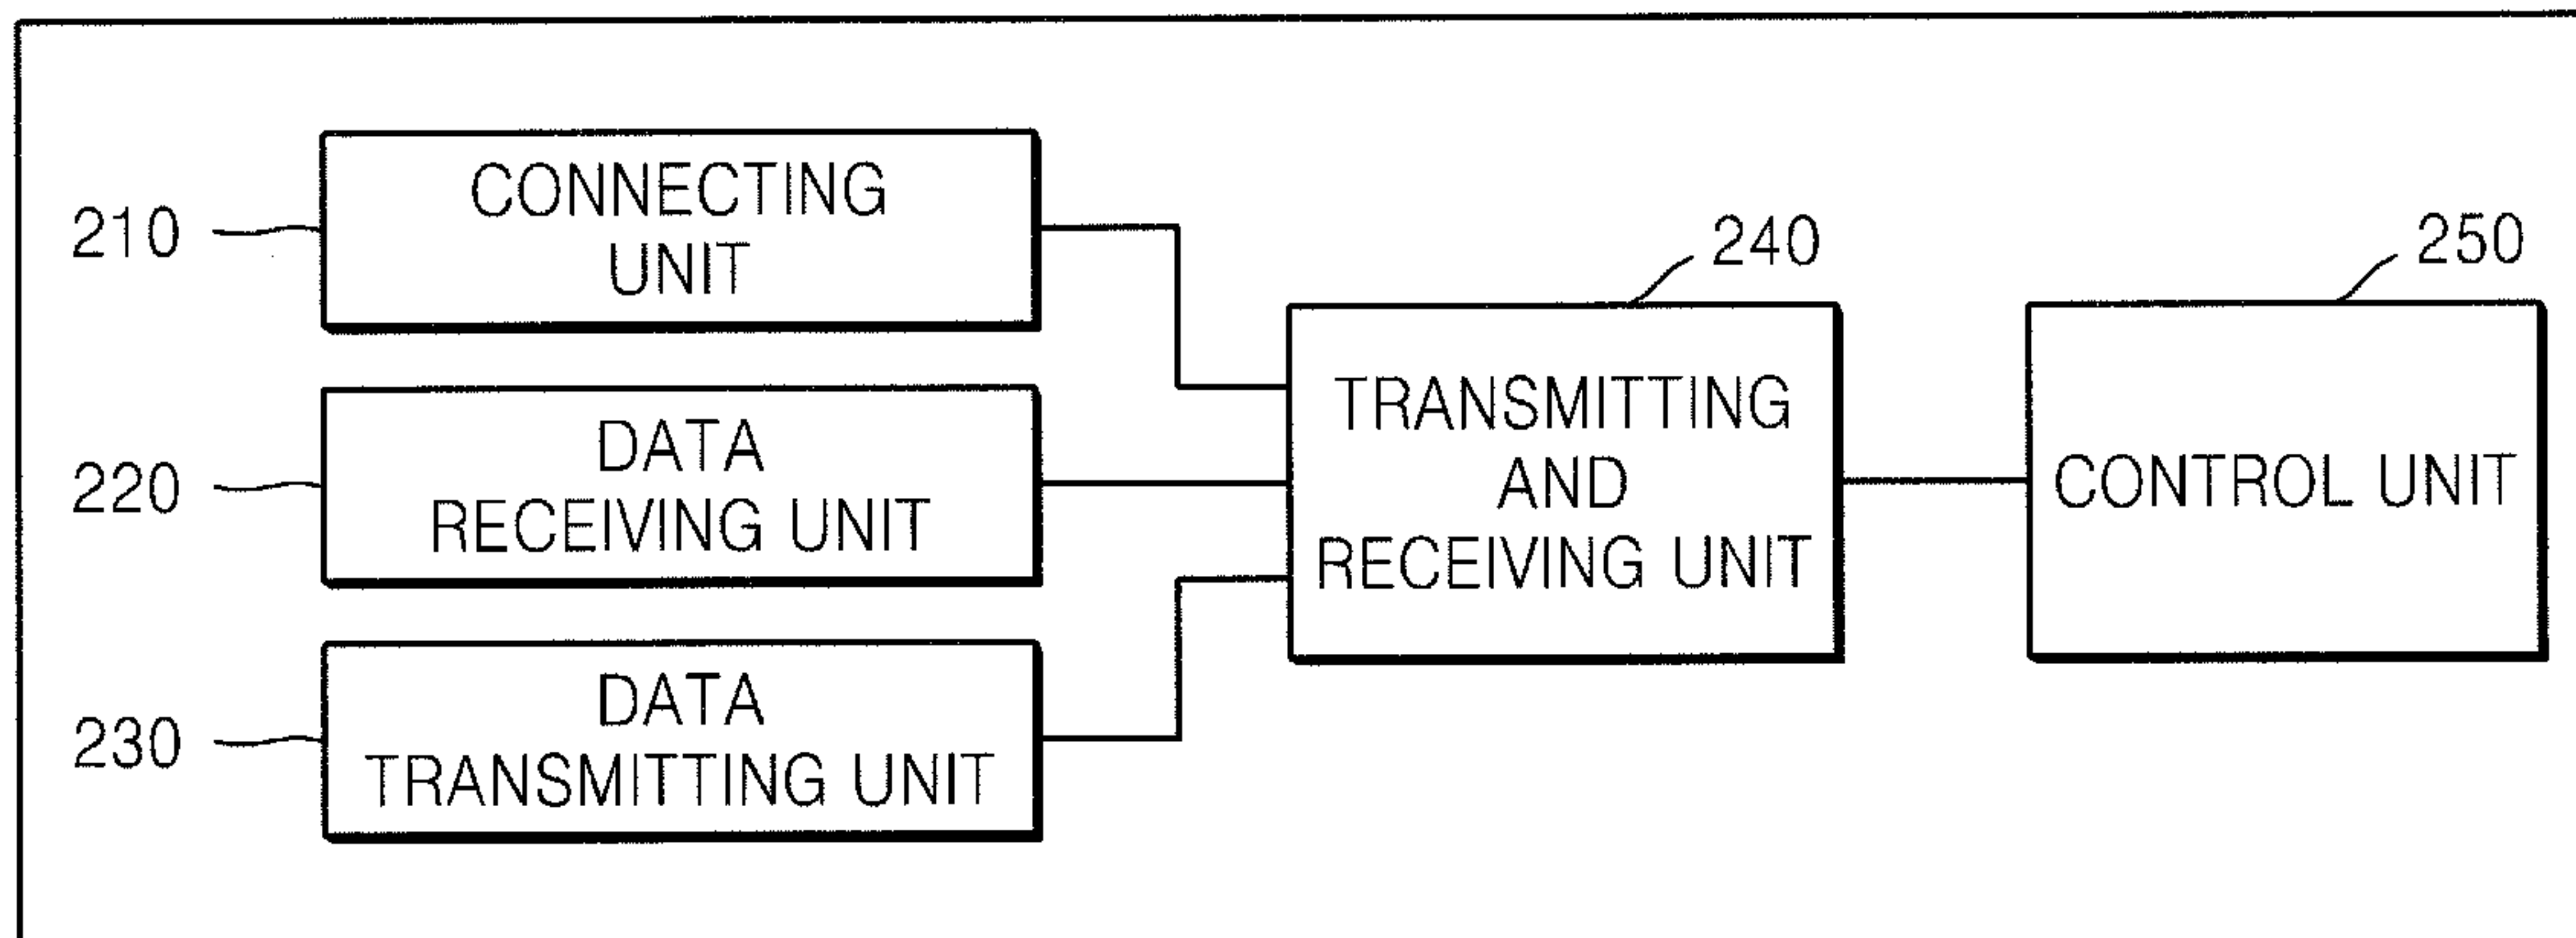 210
CONNECTING
UNIT
220
DATA
RECEIVING UNIT
230
DATA
TRANSMITTING UNIT
240
TRANSMITTING
AND
RECEIVING UNIT
250
CONTROL UNIT